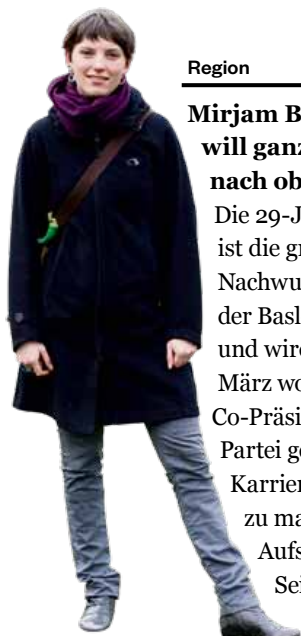 Region
Mirjam B
will ganz
nach ob
Die 29-J
ist die gr
Nachwu
der Basl
und wird
März wo
Co-Präsi
Partei ge
Karrier
zu ma
Aufs
Sei